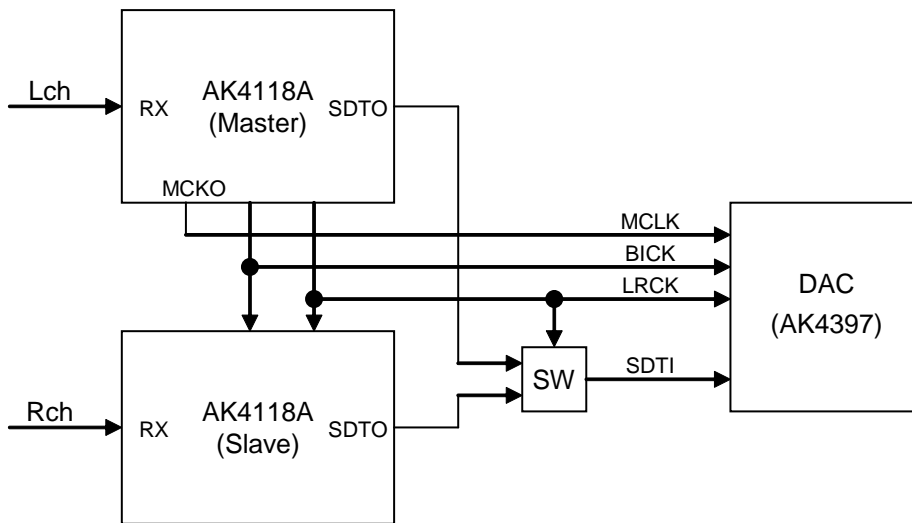 Lch
RX
AK4118A
(Master)
SDTO
MCKO
MCLK
BICK
LRCK
DAC
(AK4397)
SW
SDTI
Rch
RX
AK4118A
(Slave)
SDTO